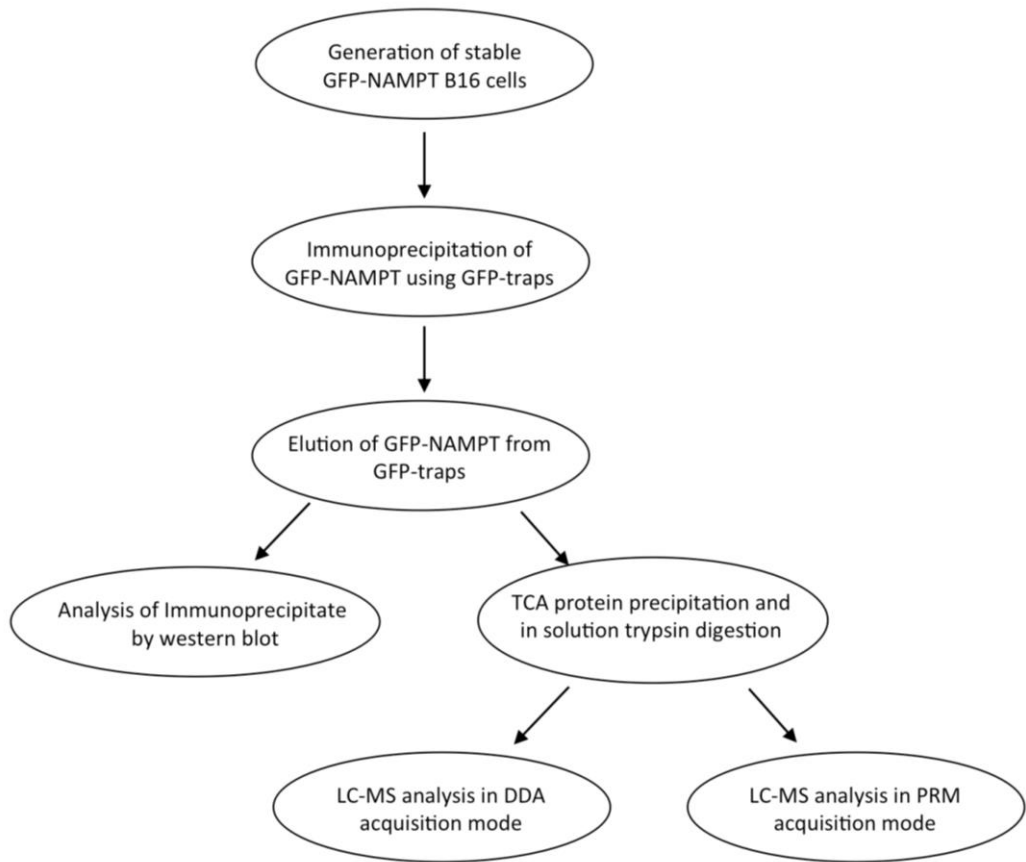 Generation of stable
GFP-NAMPT B16 cells
Immunoprecipitation of
GFP-NAMPT using GFP-traps
Elution of GFP-NAMPT from
GFP-traps
Analysis of Immunoprecipitate
by western blot
TCA protein precipitation and
in solution trypsin digestion
LC-MS analysis in DDA
acquisition mode
LC-MS analysis in PRM
acquisition mode